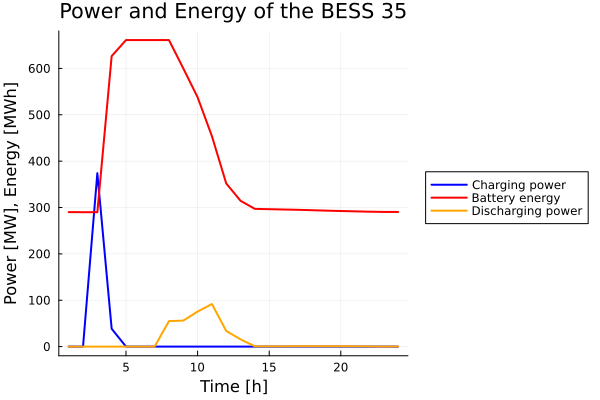 Power and Energy of the BESS 35
Power [MW], Energy [MWh]
600
500
400
300
200
100
0
5
10
15
20
Time [h]
Charging power
Battery energy
Discharging power